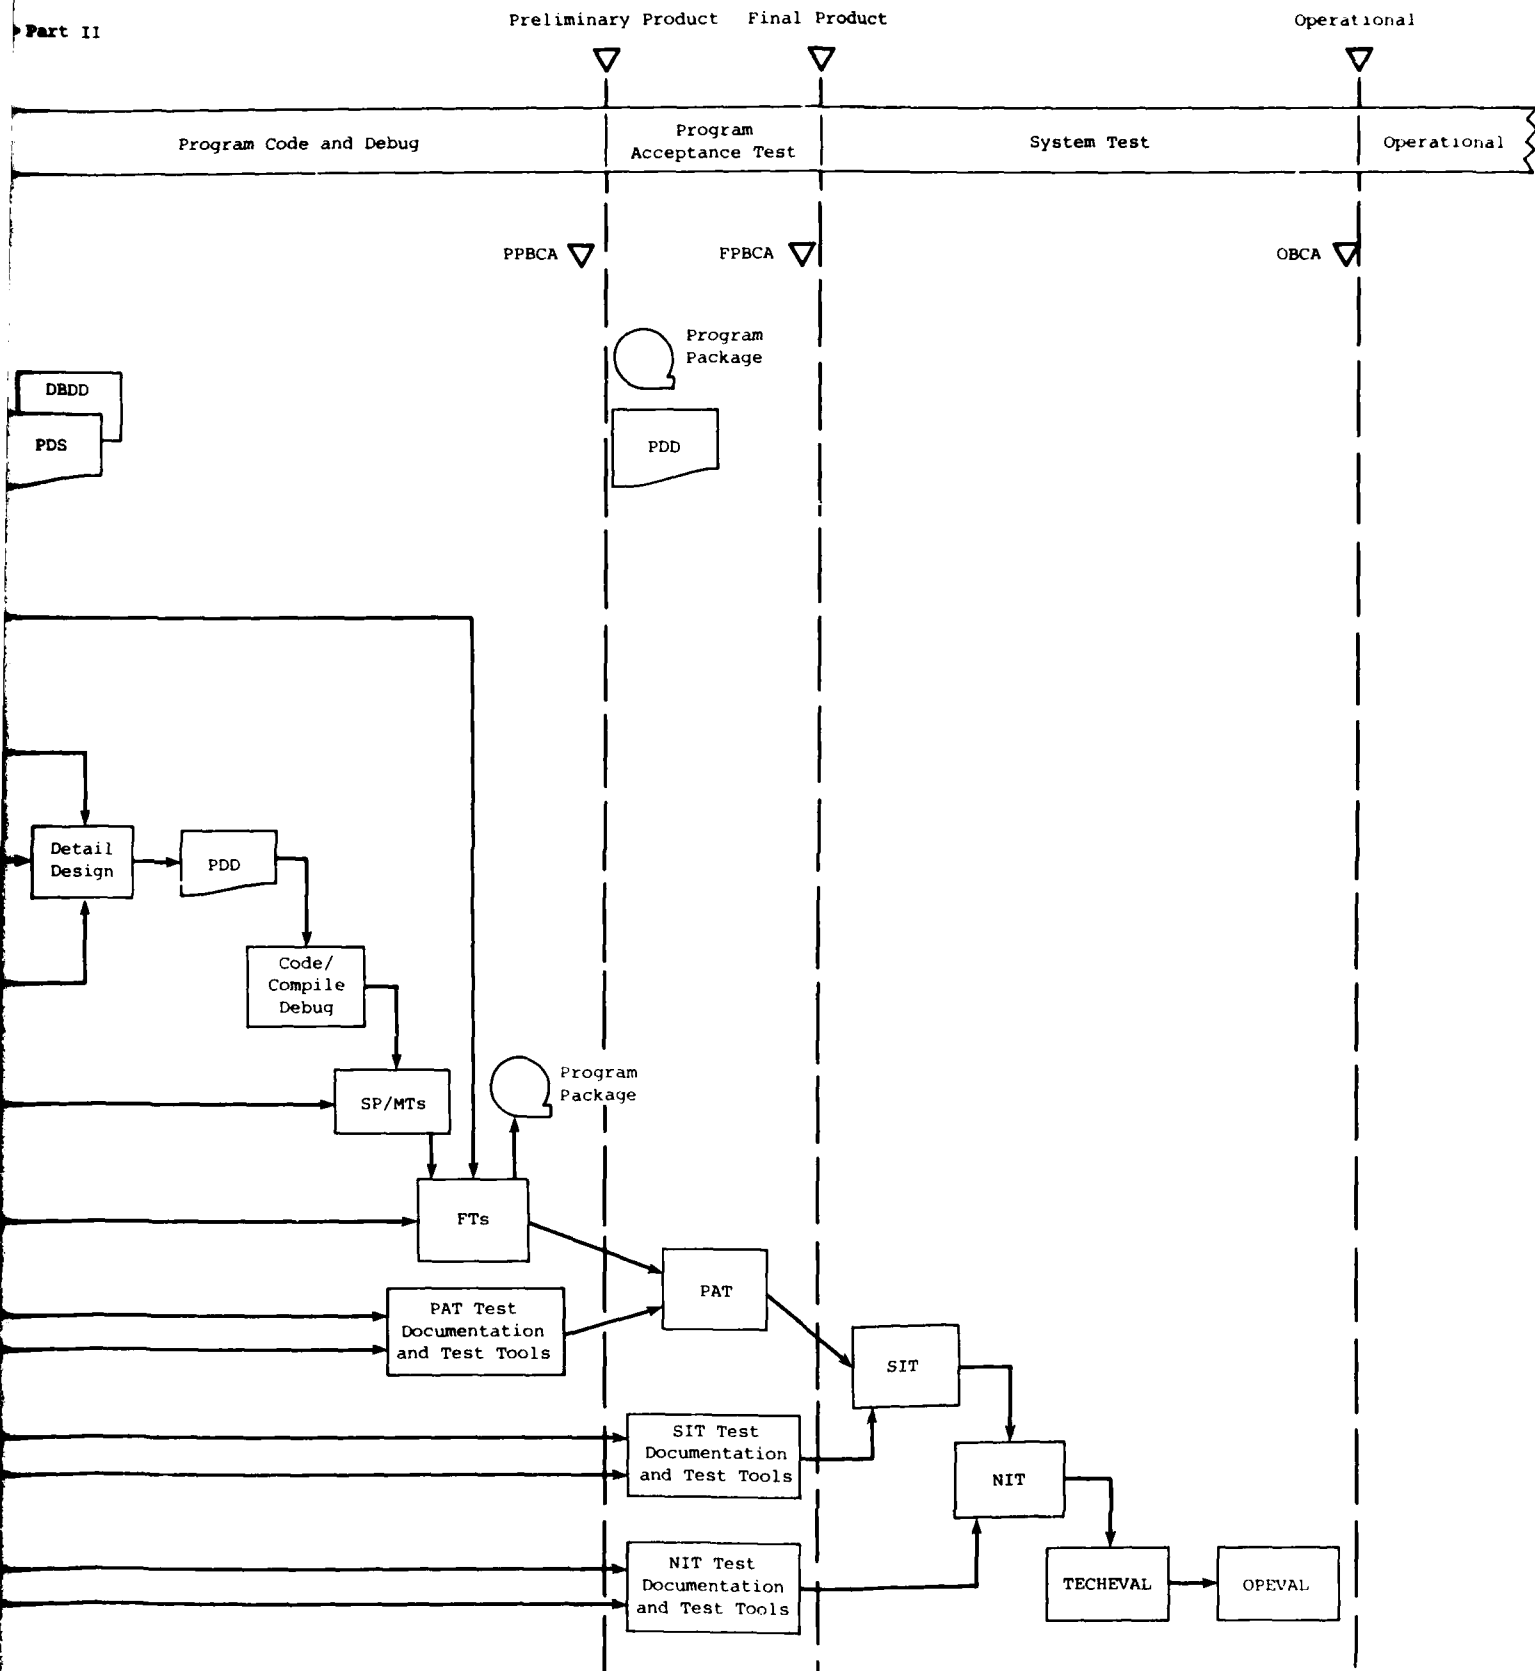 Preliminary Product Final Product Operational
Part II
Program Code and Debug
Program
Acceptance Test
System Test
Operational
PPBCA
FPBCA
OBCA
Program
Package
DBDD
PDS
PDD
Detail
Design
PDD
Code/
Compile
Debug
SP/MTs
Program
Package
FTs
PAT
PAT Test
Documentation
and Test Tools
SIT
SIT Test
Documentation
and Test Tools
NIT
NIT Test
Documentation
and Test Tools
TECHEVAL
OPEVAL